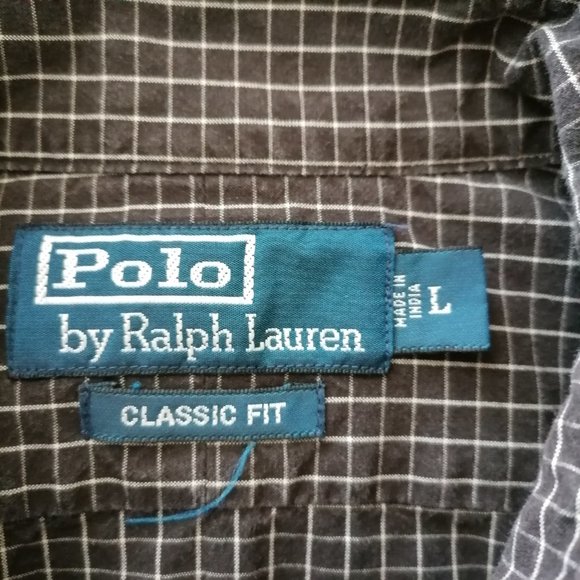 Polo
by Ralph Lauren
MADE IN
INDIA
L
CLASSIC FIT